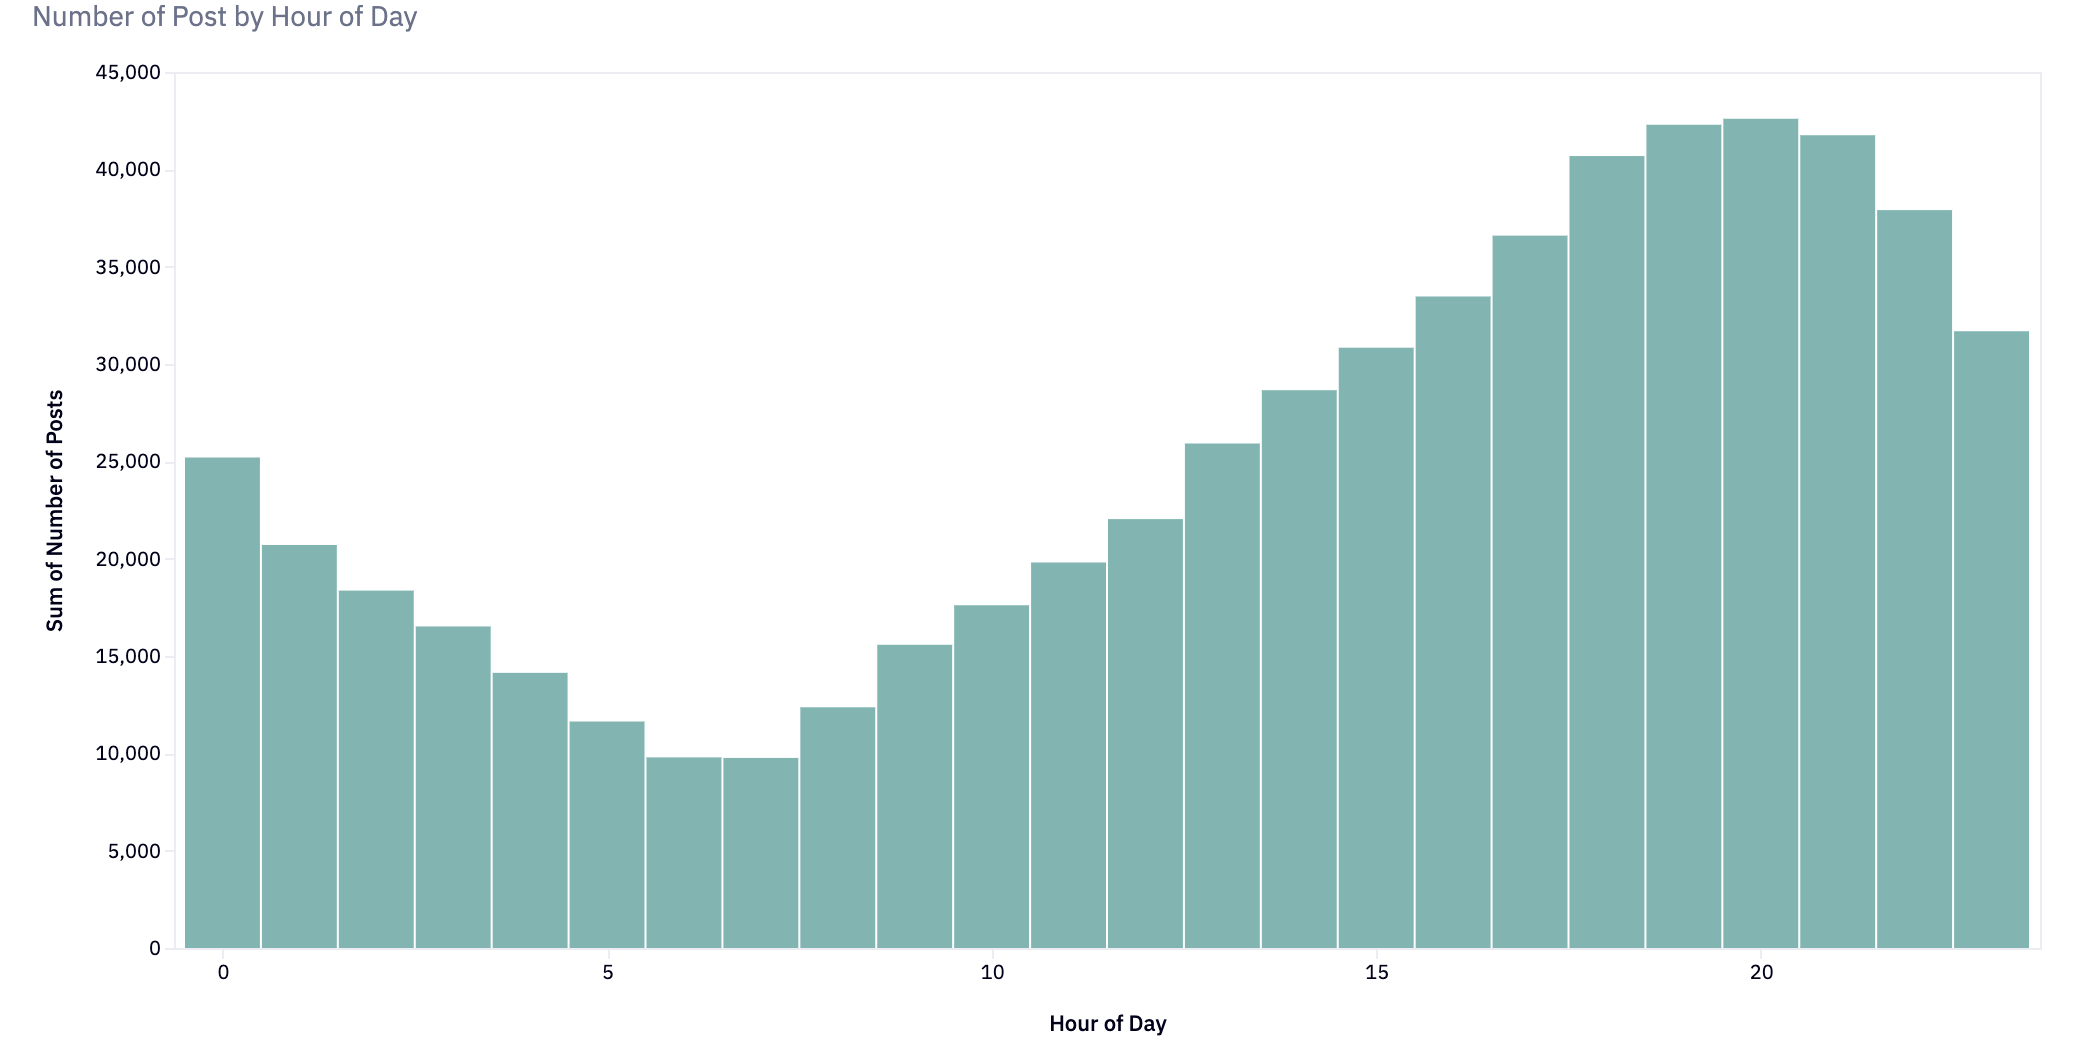 Number of Post by Hour of Day
45,000
40,000
35,000
30,000
25,000
20,000
15,000
10,000
5,000
0
Sum of Number of Posts
0 5 10 15 20
Hour of Day